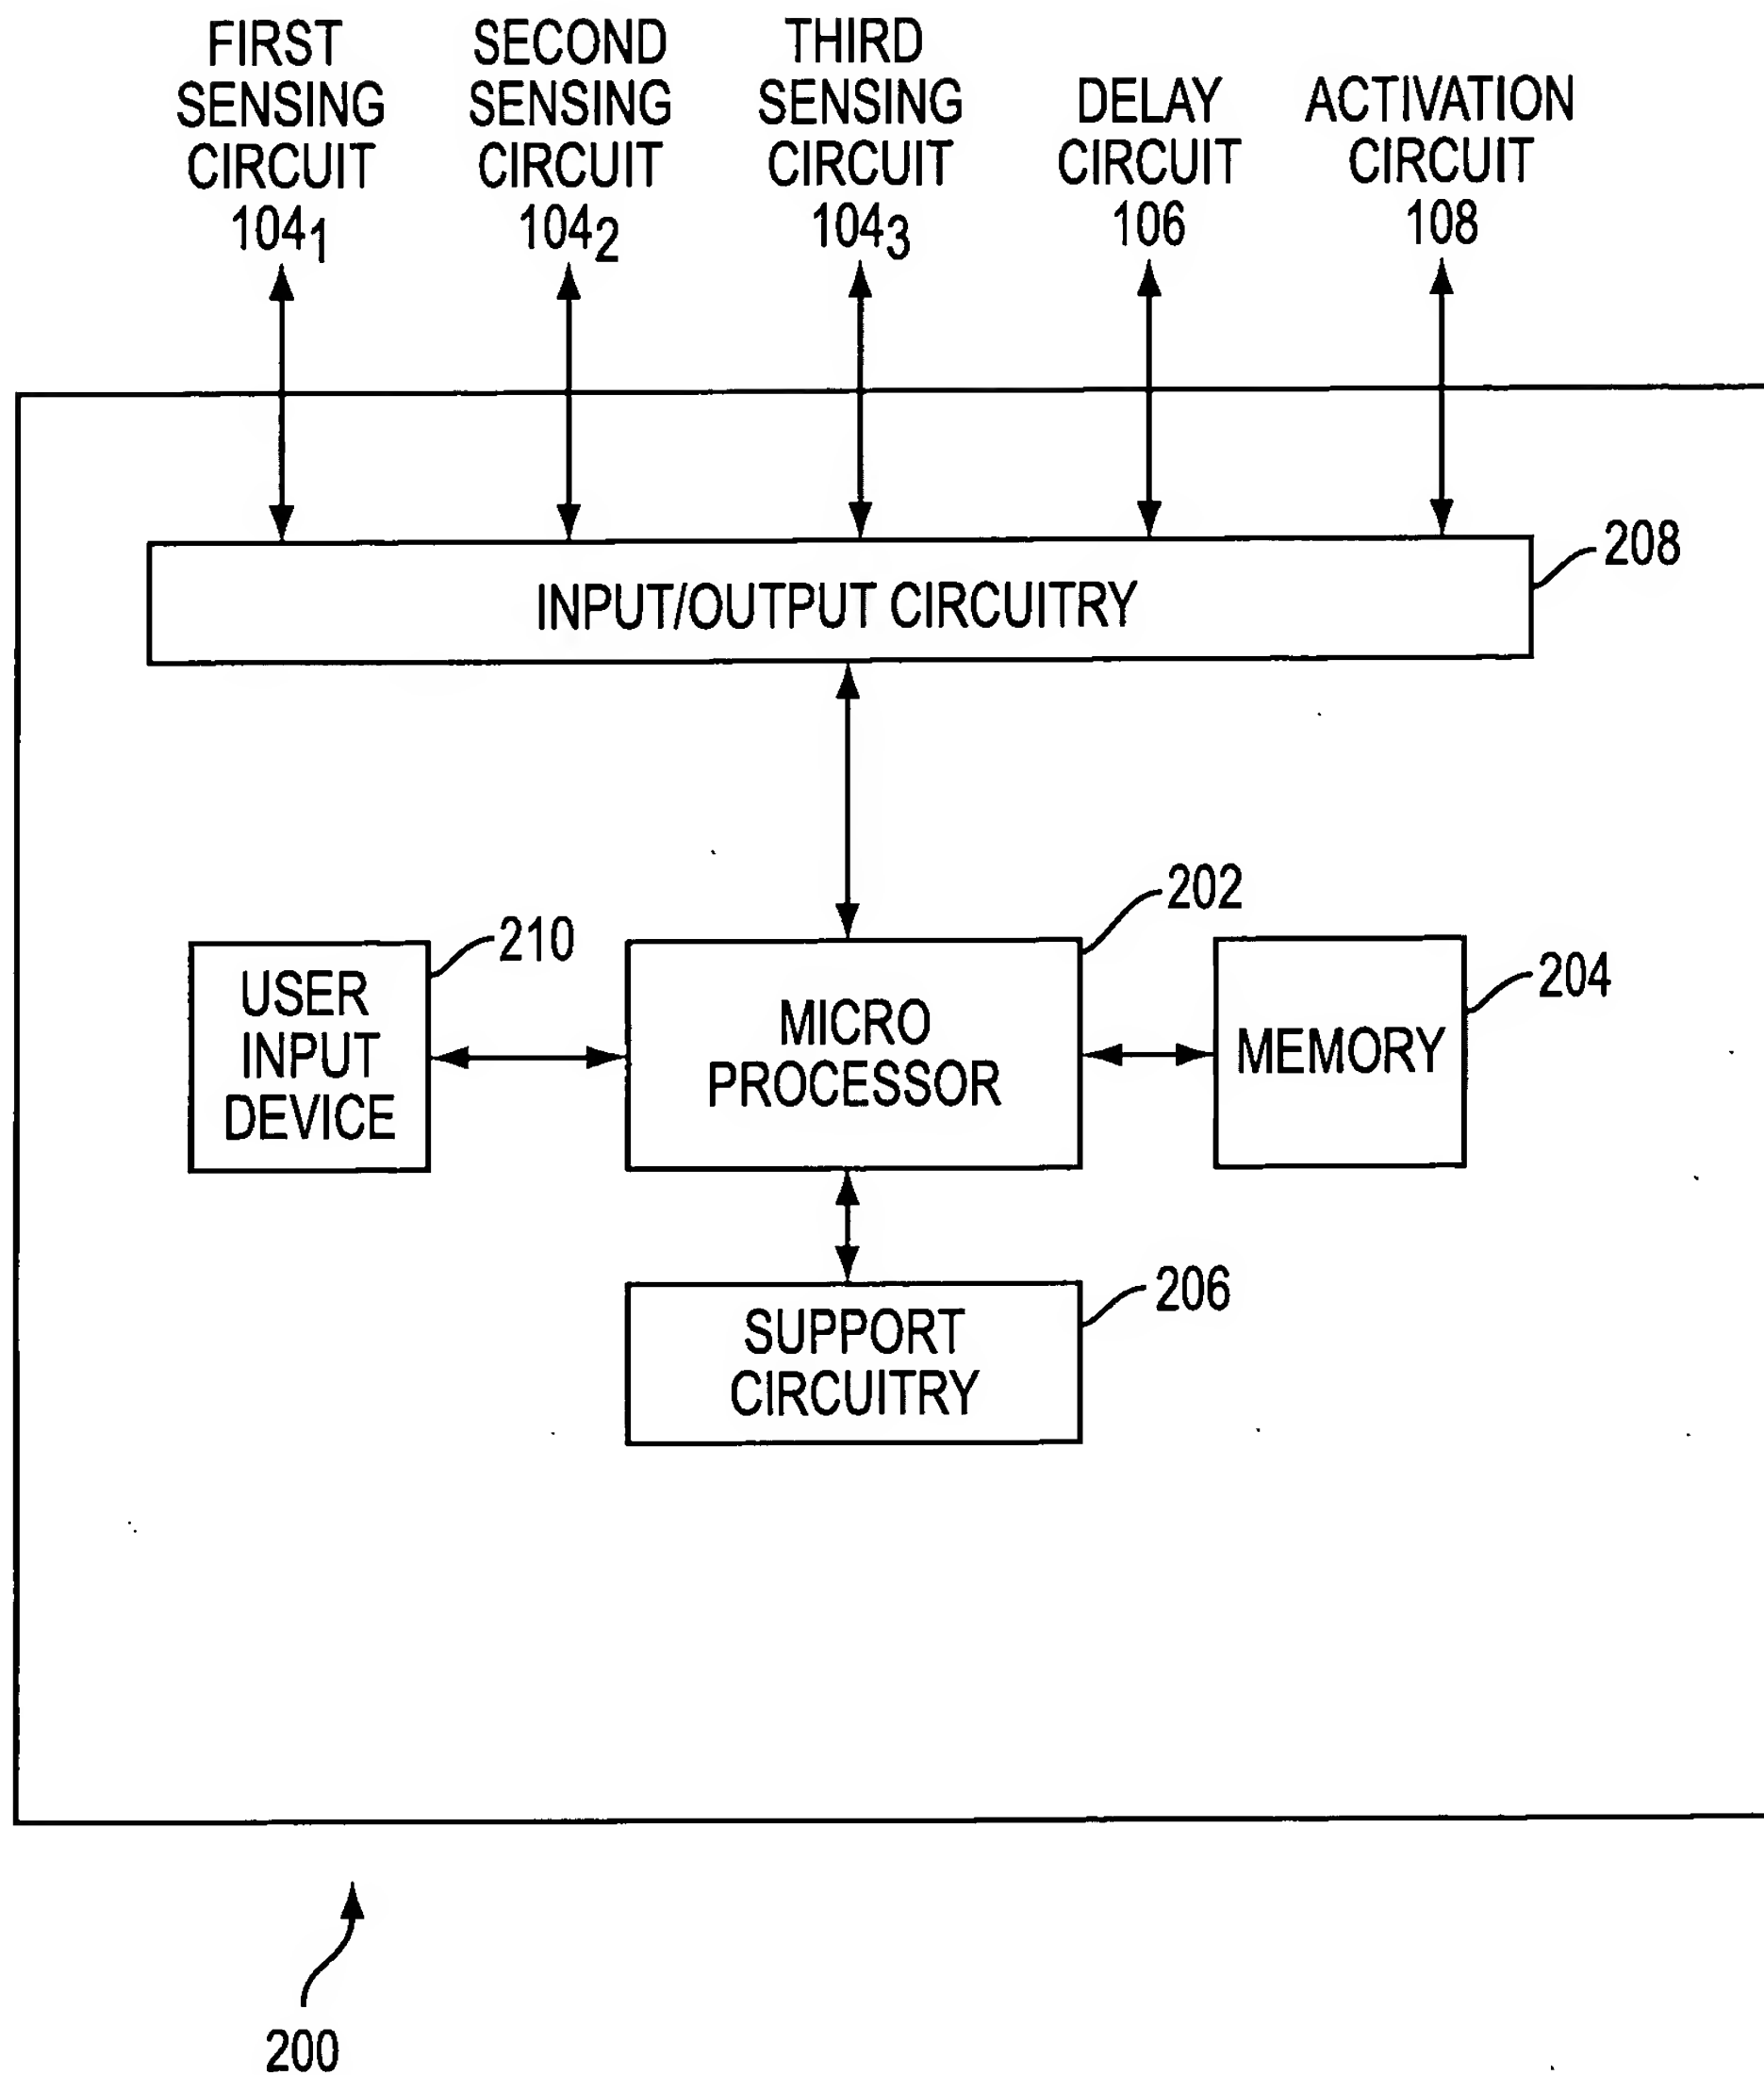 FIRST
SENSING
CIRCUIT
104₁
SECOND
SENSING
CIRCUIT
104₂
THIRD
SENSING
CIRCUIT
104₃
DELAY
CIRCUIT
106
ACTIVATION
CIRCUIT
108
208
INPUT/OUTPUT CIRCUITRY
202
210
204
USER
INPUT
DEVICE
MICRO
PROCESSOR
MEMORY
206
SUPPORT
CIRCUITRY
200